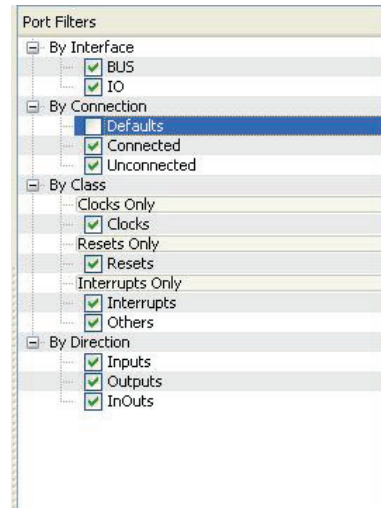 Port Filters
By Interface
BUS
IO
By Connection
Defaults
Connected
Unconnected
By Class
Clocks Only
Clocks
Resets Only
Resets
Interrupts Only
Interrupts
Others
By Direction
Inputs
Outputs
InOuts